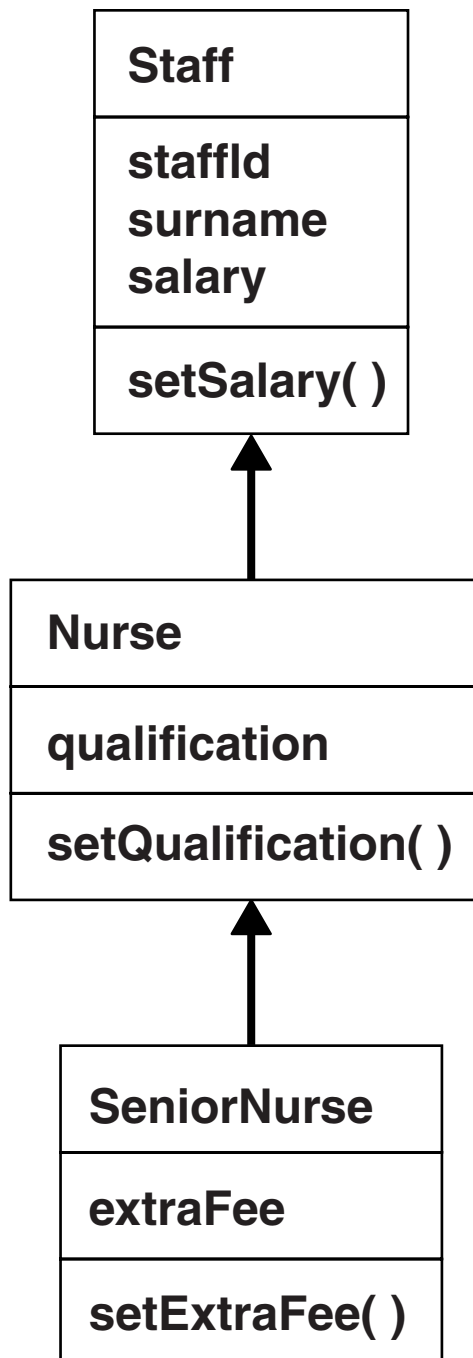 Staff
staffId
surname
salary
setSalary( )
Nurse
qualification
setQualification( )
SeniorNurse
extraFee
setExtraFee( )